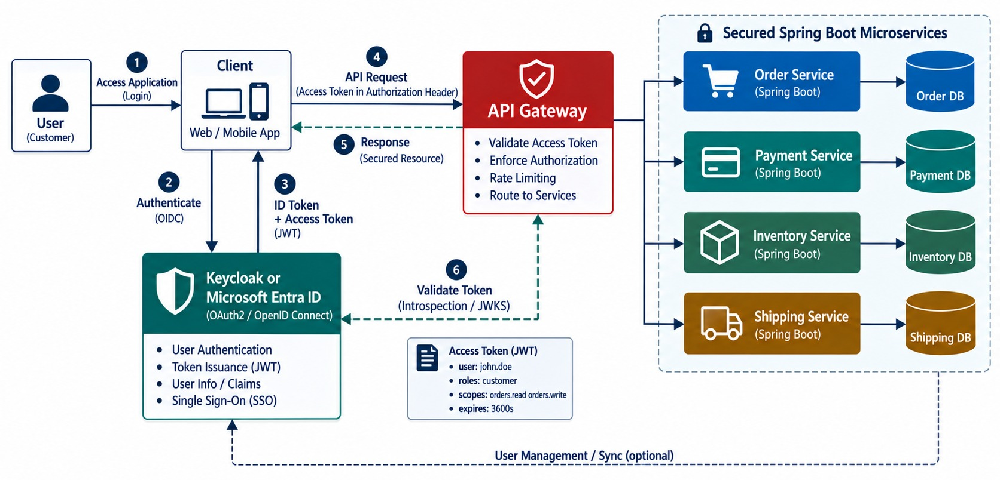 1
Access Application
(Login)
User
(Customer)
Client
Web / Mobile App
4
API Request
(Access Token in Authorization Header)
5
Response
(Secured Resource)
API Gateway
• Validate Access Token
• Enforce Authorization
• Rate Limiting
• Route to Services
Secured Spring Boot Microservices
Order Service
(Spring Boot)
Order DB
Payment Service
(Spring Boot)
Payment DB
Inventory Service
(Spring Boot)
Inventory DB
Shipping Service
(Spring Boot)
Shipping DB
2
Authenticate
(OIDC)
3
ID Token
+ Access Token
(JWT)
Keycloak or
Microsoft Entra ID
(OAuth2 / OpenID Connect)
• User Authentication
• Token Issuance (JWT)
• User Info / Claims
• Single Sign-On (SSO)
6
Validate Token
(Introspection / JWKS)
Access Token (JWT)
• user: john.doe
• roles: customer
• scopes: orders.read orders.write
• expires: 3600s
User Management / Sync (optional)